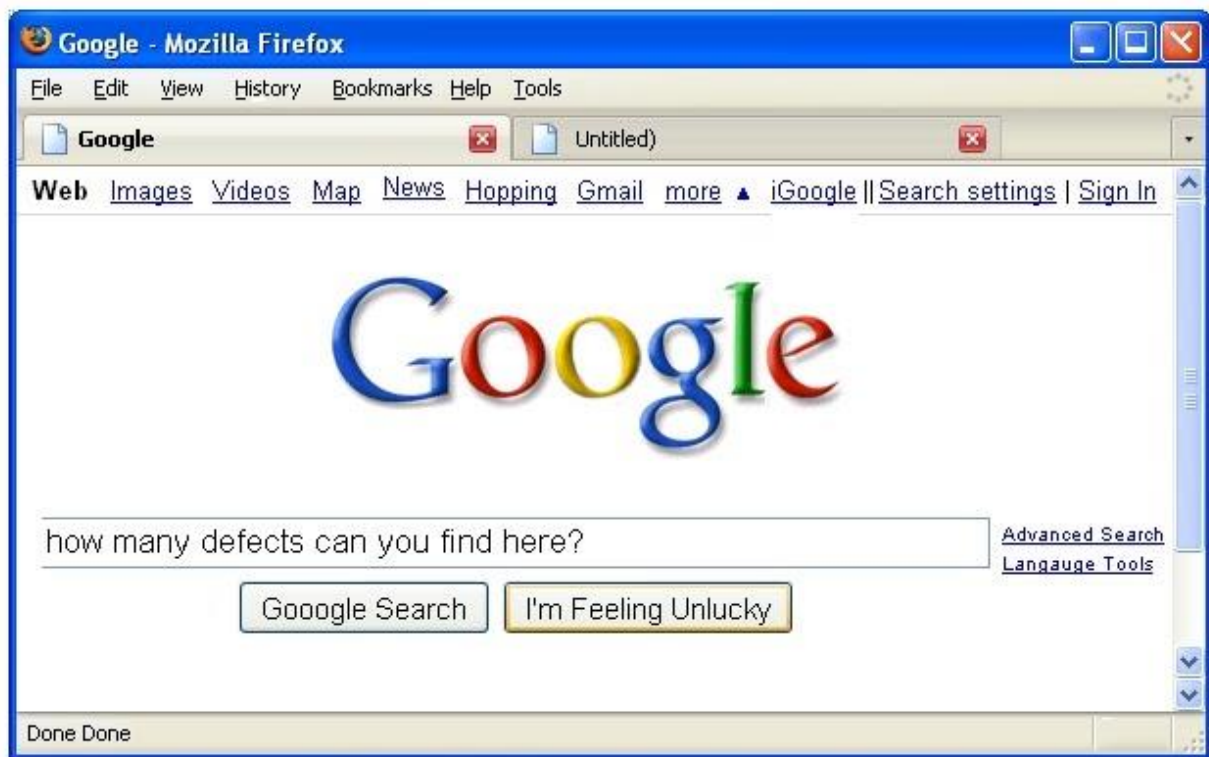 Google - Mozilla Firefox
File Edit View History Bookmarks Help Tools
Google Untitled)
Web Images Videos Map News Hopping Gmail more ▲ iGoogle || Search settings | Sign In
Google
how many defects can you find here?
Advanced Search
Langauge Tools
Gooogle Search I'm Feeling Unlucky
Done Done